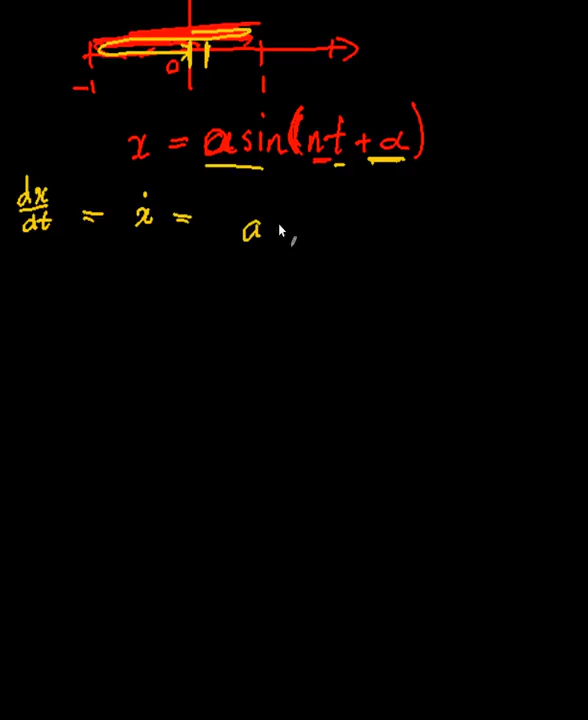 0
-1 1
x = a sin(nt + α)
dx/dt = ẋ = a